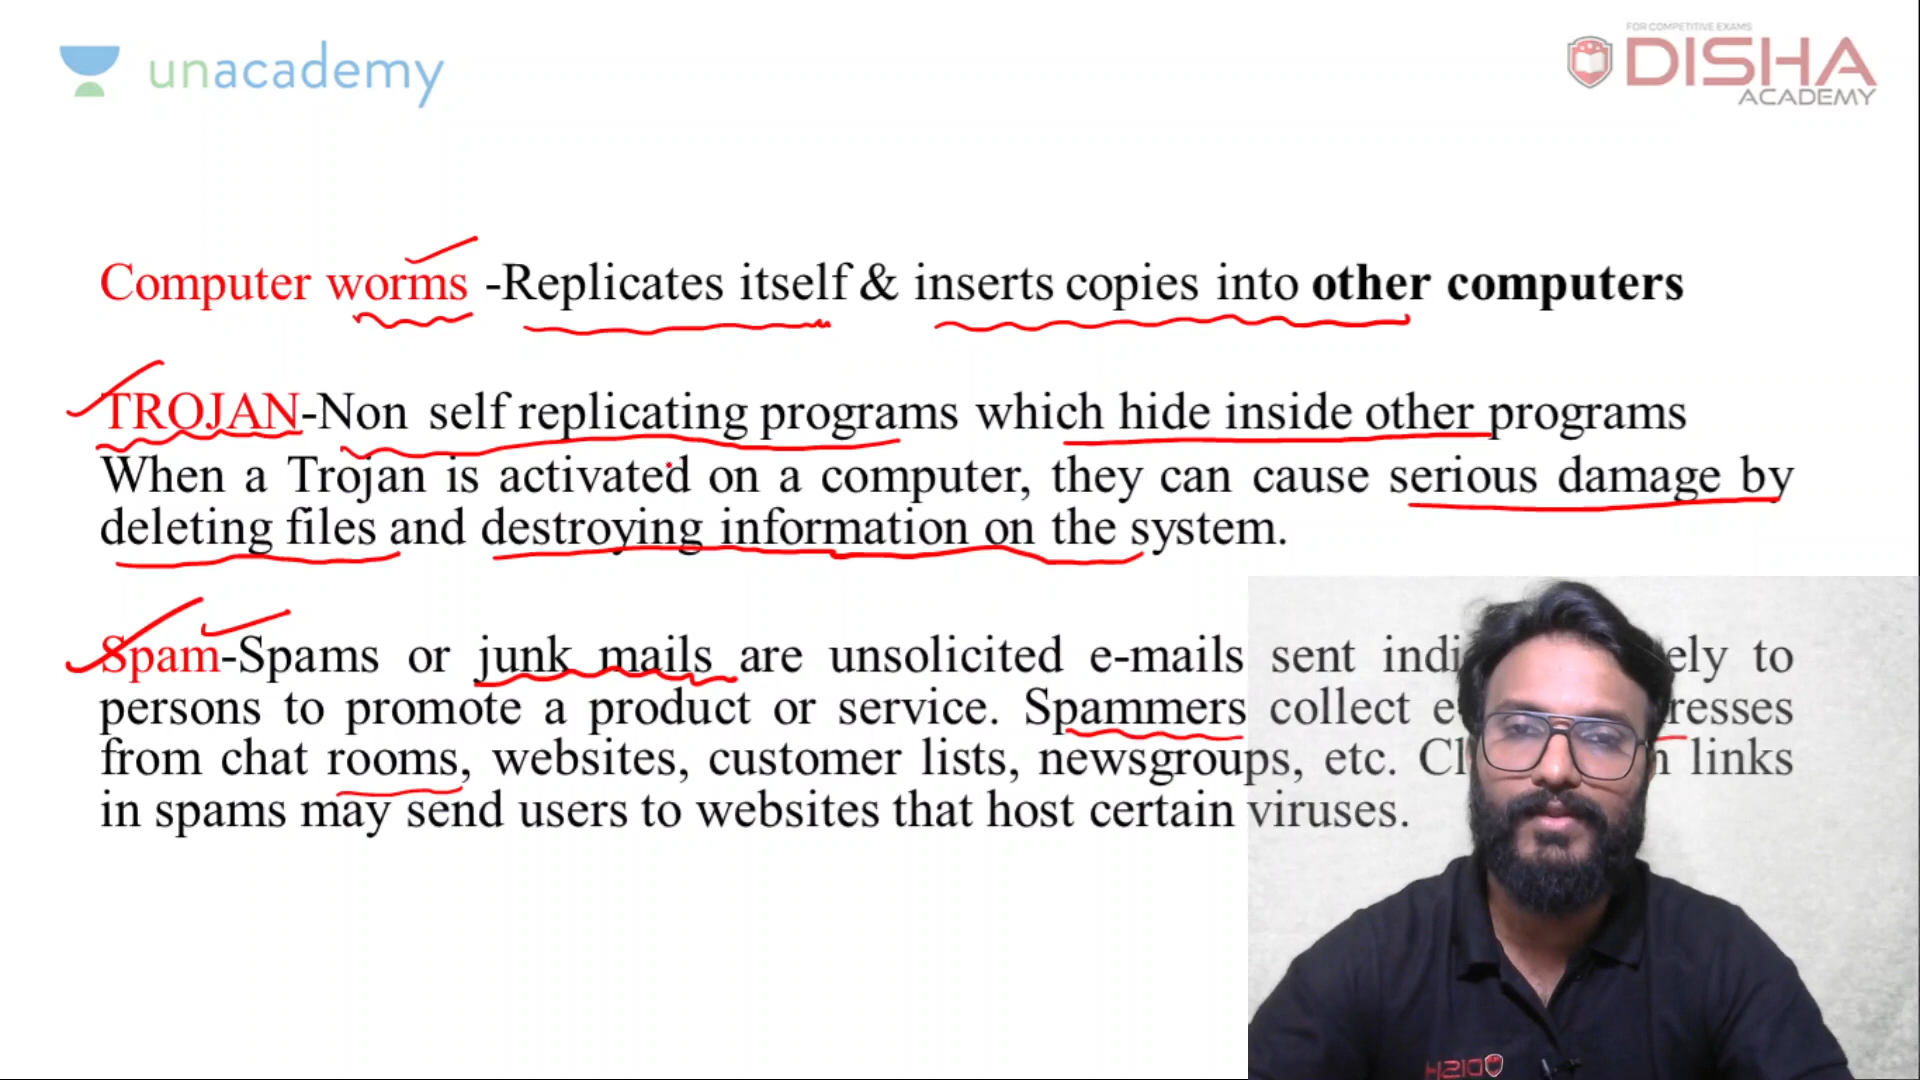 unacademy
FOR COMPETITIVE EXAMS
DISHA
ACADEMY
Computer worms -Replicates itself & inserts copies into other computers
TROJAN-Non self replicating programs which hide inside other programs
When a Trojan is activated on a computer, they can cause serious damage by
deleting files and destroying information on the system.
Spam-Spams or junk mails are unsolicited e-mails sent indi ely to
persons to promote a product or service. Spammers collect e- resses
from chat rooms, websites, customer lists, newsgroups, etc. Cl links
in spams may send users to websites that host certain viruses.